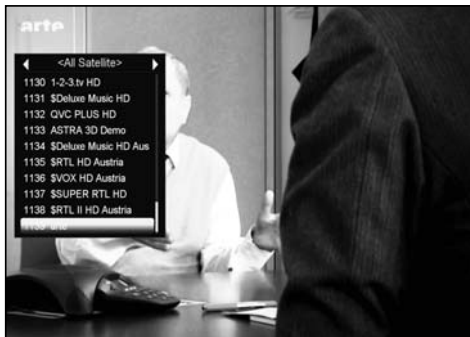 arte
<All Satellite>
1130 1-2-3.tv HD
1131 $Deluxe Music HD
1132 QVC PLUS HD
1133 ASTRA 3D Demo
1134 $Deluxe Music HD Aus
1135 $RTL HD Austria
1136 $VOX HD Austria
1137 $SUPER RTL HD
1138 $RTL II HD Austria
1139 arte